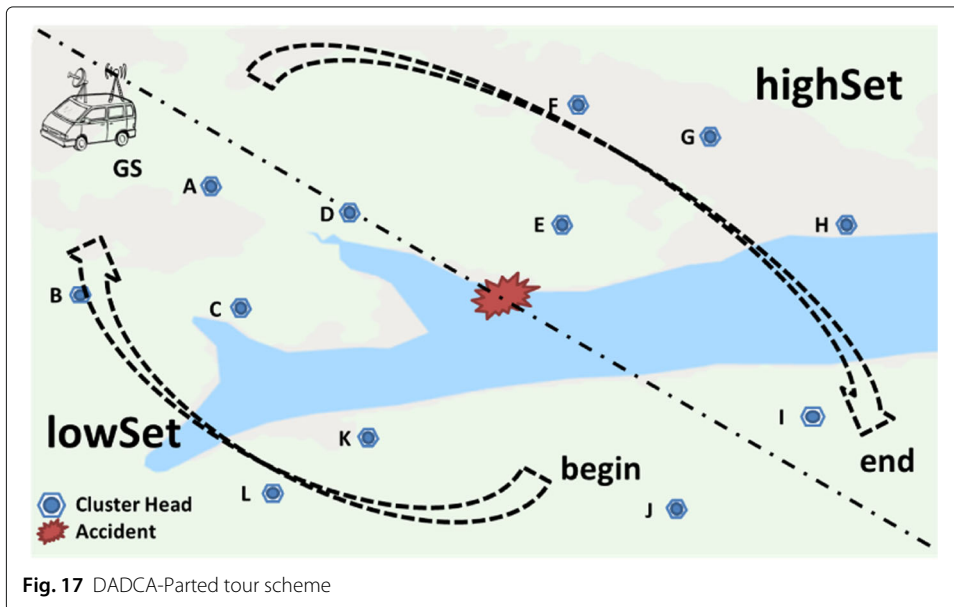 highSet
F
G
GS
A
D
E
H
B
C
lowSet
K
I
begin
end
L
J
Cluster Head
Accident
Fig. 17 DADCA-Parted tour scheme